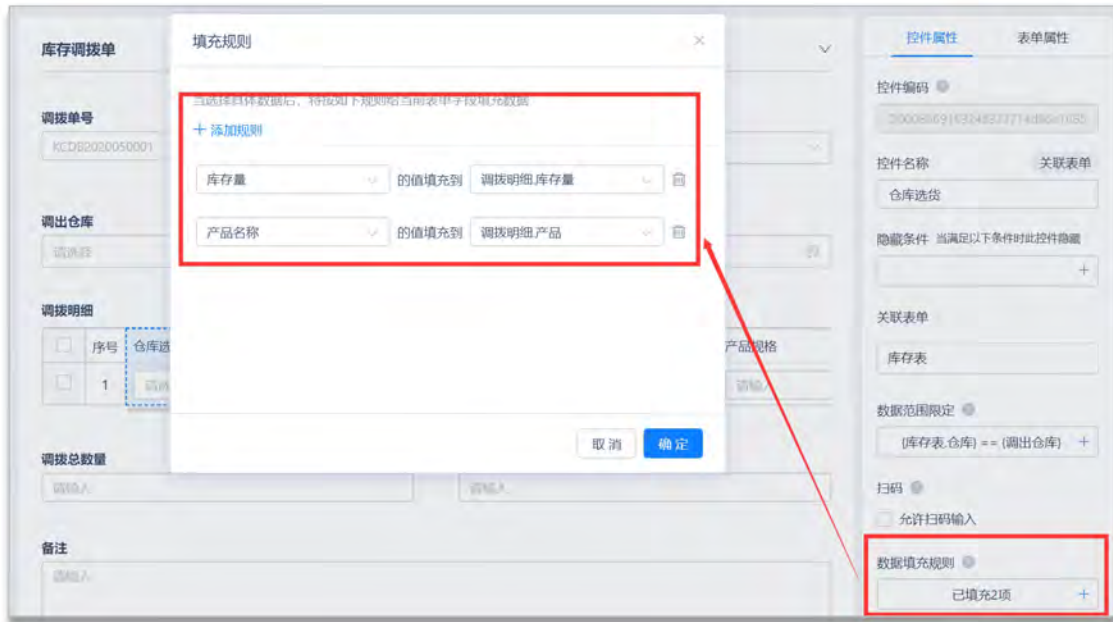 库存调拨单
调拨单号
KCDB2020050001
调出仓库
请选择
调拨明细
序号 仓库选 产品规格
1 请输入
调拨总数量
请输入 请输入
备注
请输入
填充规则
当选择具体数据后，将按如下规则给当前表单字段填充数据
+ 添加规则
库存量 的值填充到 调拨明细.库存量
产品名称 的值填充到 调拨明细.产品
取消 确定
控件属性 表单属性
控件编码
控件名称 关联表单
仓库选货
隐藏条件 当满足以下条件时此控件隐藏
+
关联表单
库存表
数据范围限定
{库存表.仓库} == {调出仓库} +
扫码
允许扫码输入
数据填充规则
已填充2项 +